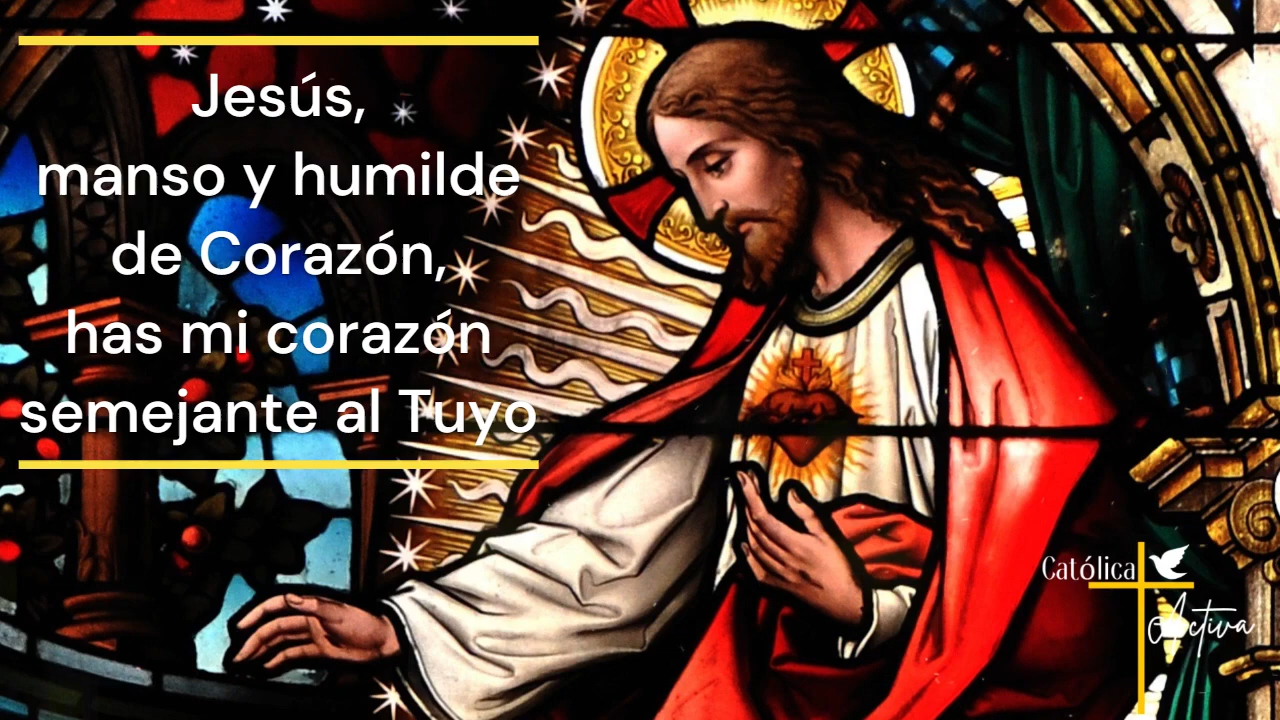 Jesús,
manso y humilde
de Corazón,
has mi corazón
semejante al Tuyo
Católica
Activa